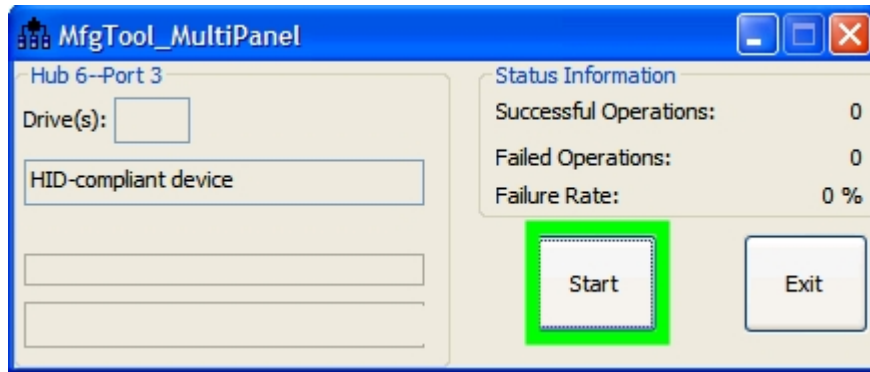 MfgTool_MultiPanel
Hub 6--Port 3
Drive(s):
HID-compliant device
Status Information
Successful Operations: 0
Failed Operations: 0
Failure Rate: 0 %
Start Exit